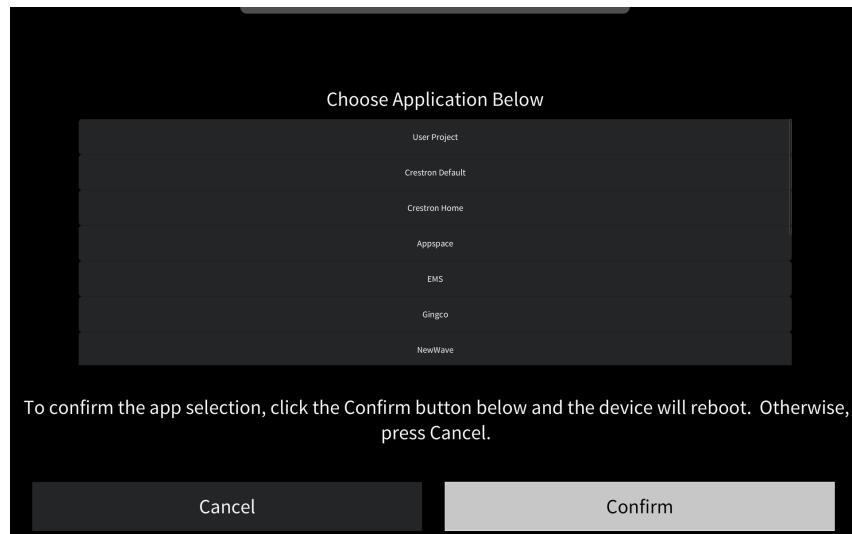 Choose Application Below
User Project
Crestron Default
Crestron Home
Appspace
EMS
Gingco
NewWave
To confirm the app selection, click the Confirm button below and the device will reboot.  Otherwise,
press Cancel.
Cancel
Confirm